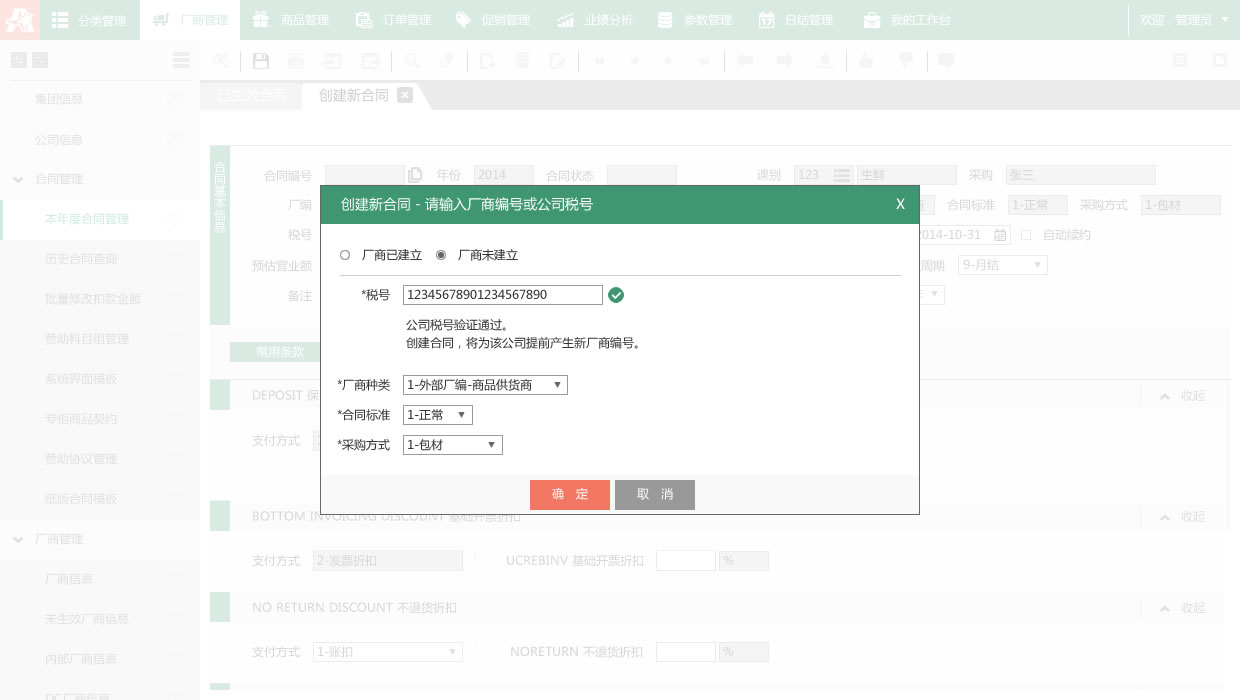 分类管理 厂商管理 商品管理 订单管理 促销管理 业绩分析 参数管理 日结管理 我的工作台 欢迎，管理员
已生效合同 创建新合同
集团信息
公司信息
合同管理
本年度合同管理
历史合同查询
批量修改扣款金额
赞助科目组管理
系统界面模板
专柜商品契约
赞助协议管理
纸版合同模板
厂商管理
厂商信息
未生效厂商信息
内部厂商信息
DC厂商信息
合同基本信息
合同编号 年份 2014 合同状态 课别 123 生鲜 采购 张三
厂编 合同标准 1-正常 采购方式 1-包材
税号 2014-10-31 自动续约
预估营业额 周期 9-月结
备注
常用条款
创建新合同 - 请输入厂商编号或公司税号 X
厂商已建立 厂商未建立
*税号 12345678901234567890
公司税号验证通过。
创建合同，将为该公司提前产生新厂商编号。
*厂商种类 1-外部厂编-商品供货商
*合同标准 1-正常
*采购方式 1-包材
确 定 取 消
DEPOSIT 保 收起
支付方式
BOTTOM INVOICING DISCOUNT 基础开票折扣 收起
支付方式 2-发票折扣 UCREBINV 基础开票折扣 %
NO RETURN DISCOUNT 不退货折扣 收起
支付方式 1-账扣 NORETURN 不退货折扣 %